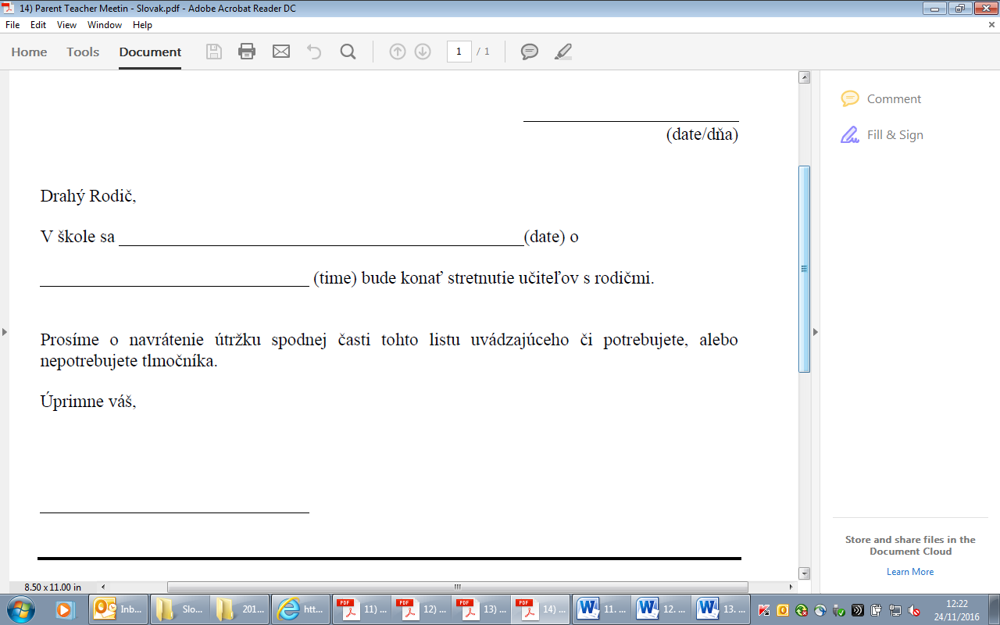 14) Parent Teacher Meetin - Slovak.pdf - Adobe Acrobat Reader DC
File Edit View Window Help
Home Tools Document 1 / 1
Comment
Fill & Sign
(date/dňa)
Drahý Rodič,
V škole sa (date) o
(time) bude konať stretnutie učiteľov s rodičmi.
Prosíme o navrátenie útržku spodnej časti tohto listu uvádzajúceho či potrebujete, alebo
nepotrebujete tlmočníka.
Úprimne váš,
Store and share files in the
Document Cloud
Learn More
8.50 x 11.00 in
Inb... Slo... 201... htt... 11) ... 12) ... 13) ... 14) ... 11. ... 12. ... 13. ...
12:22
24/11/2016